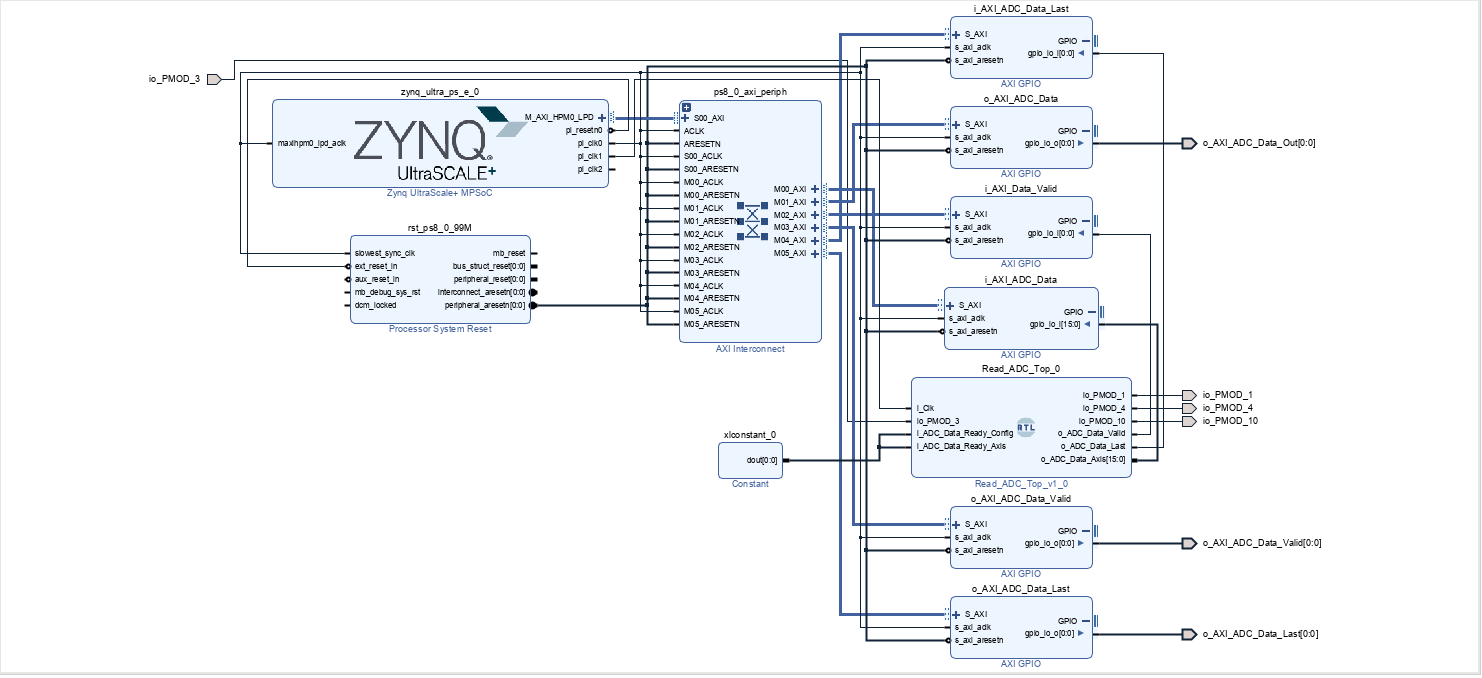 io_PMOD_3
zynq_ultra_ps_e_0
maxihpm0_lpd_aclk
ZYNQ
UltraSCALE+
M_AXI_HPM0_LPD
pl_resetn0
pl_clk0
pl_clk1
pl_clk2
Zynq UltraScale+ MPSoC
rst_ps8_0_99M
slowest_sync_clk
ext_reset_in
aux_reset_in
mb_debug_sys_rst
dcm_locked
mb_reset
bus_struct_reset[0:0]
peripheral_reset[0:0]
interconnect_aresetn[0:0]
peripheral_aresetn[0:0]
Processor System Reset
ps8_0_axi_periph
S00_AXI
ACLK
ARESETN
S00_ACLK
S00_ARESETN
M00_ACLK
M00_ARESETN
M01_ACLK
M01_ARESETN
M02_ACLK
M02_ARESETN
M03_ACLK
M03_ARESETN
M04_ACLK
M04_ARESETN
M05_ACLK
M05_ARESETN
M00_AXI
M01_AXI
M02_AXI
M03_AXI
M04_AXI
M05_AXI
AXI Interconnect
xlconstant_0
dout[0:0]
Constant
i_AXI_ADC_Data_Last
S_AXI
s_axi_aclk
s_axi_aresetn
GPIO
gpio_io_i[0:0]
AXI GPIO
o_AXI_ADC_Data
S_AXI
s_axi_aclk
s_axi_aresetn
GPIO
gpio_io_o[0:0]
AXI GPIO
o_AXI_ADC_Data_Out[0:0]
i_AXI_Data_Valid
S_AXI
s_axi_aclk
s_axi_aresetn
GPIO
gpio_io_i[0:0]
AXI GPIO
i_AXI_ADC_Data
S_AXI
s_axi_aclk
s_axi_aresetn
GPIO
gpio_io_i[15:0]
AXI GPIO
Read_ADC_Top_0
i_Clk
io_PMOD_3
i_ADC_Data_Ready_Config
i_ADC_Data_Ready_Axis
RTL
io_PMOD_1
io_PMOD_4
io_PMOD_10
o_ADC_Data_Valid
o_ADC_Data_Last
o_ADC_Data_Axis[15:0]
Read_ADC_Top_v1_0
io_PMOD_1
io_PMOD_4
io_PMOD_10
o_AXI_ADC_Data_Valid
S_AXI
s_axi_aclk
s_axi_aresetn
GPIO
gpio_io_o[0:0]
AXI GPIO
o_AXI_ADC_Data_Valid[0:0]
o_AXI_ADC_Data_Last
S_AXI
s_axi_aclk
s_axi_aresetn
GPIO
gpio_io_o[0:0]
AXI GPIO
o_AXI_ADC_Data_Last[0:0]